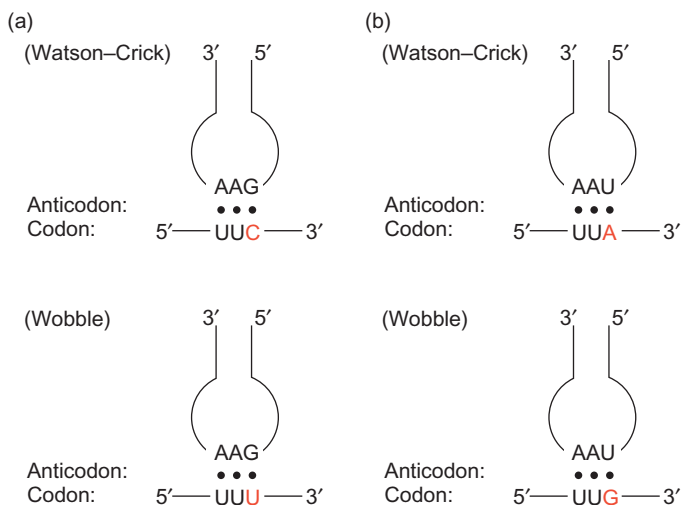 (a)
(Watson–Crick) 3′ 5′
AAG
Anticodon:
Codon: 5′ UUC 3′
(Wobble) 3′ 5′
AAG
Anticodon:
Codon: 5′ UUU 3′
(b)
(Watson–Crick) 3′ 5′
AAU
Anticodon:
Codon: 5′ UUA 3′
(Wobble) 3′ 5′
AAU
Anticodon:
Codon: 5′ UUG 3′